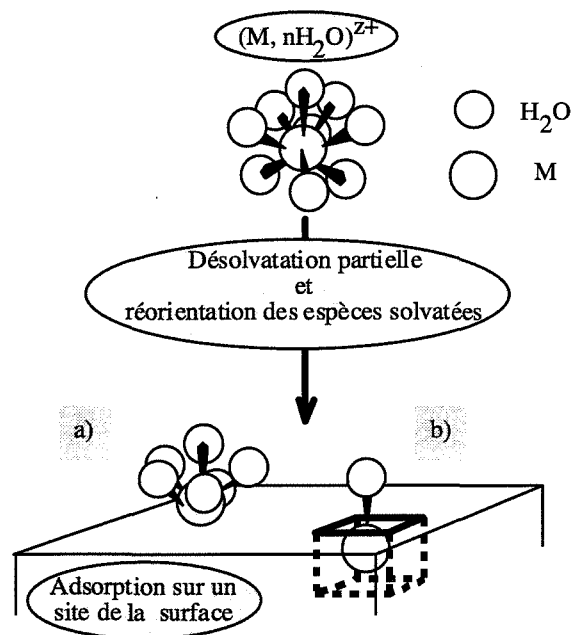 (M, nH2O)z+
H2O
M
Désolvatation partielle
et
réorientation des espèces solvatées
a)
b)
Adsorption sur un
site de la surface